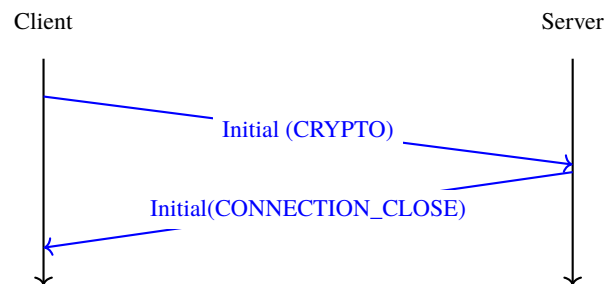 Client Server
Initial (CRYPTO)
Initial(CONNECTION_CLOSE)